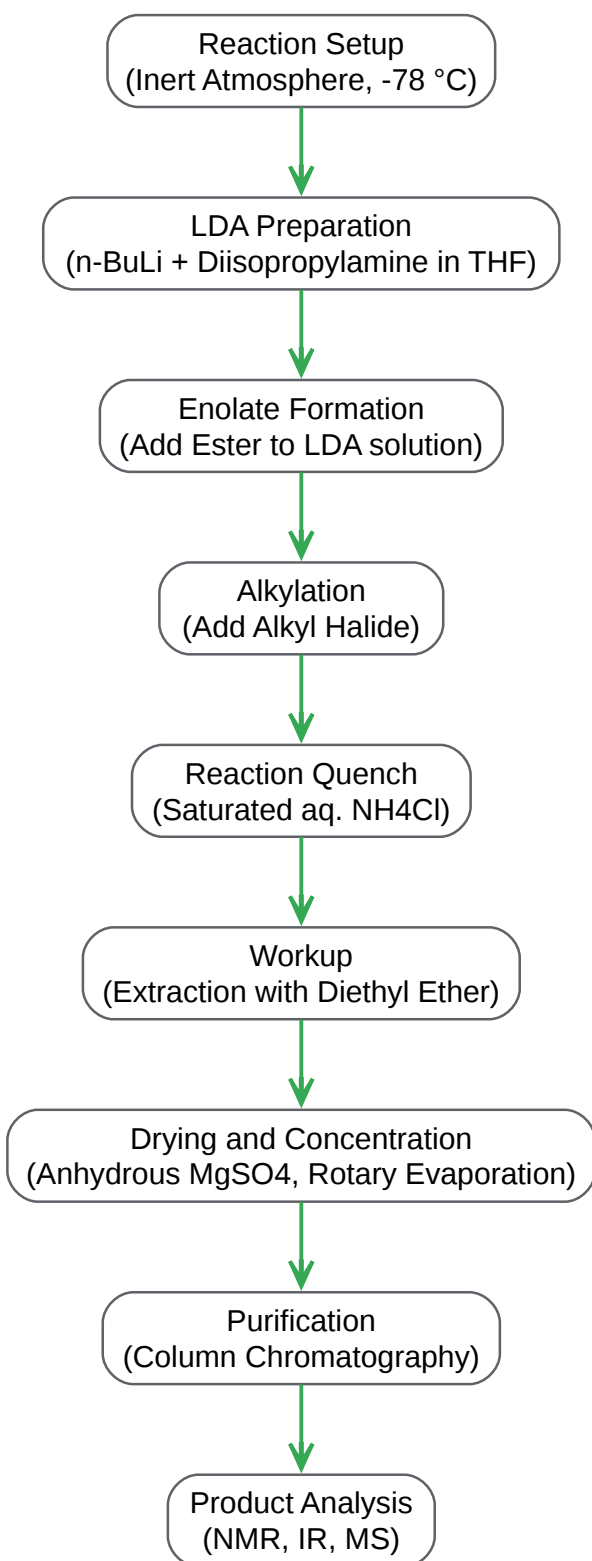 Reaction Setup
(Inert Atmosphere, -78 °C)
LDA Preparation
(n-BuLi + Diisopropylamine in THF)
Enolate Formation
(Add Ester to LDA solution)
Alkylation
(Add Alkyl Halide)
Reaction Quench
(Saturated aq. NH4Cl)
Workup
(Extraction with Diethyl Ether)
Drying and Concentration
(Anhydrous MgSO4, Rotary Evaporation)
Purification
(Column Chromatography)
Product Analysis
(NMR, IR, MS)